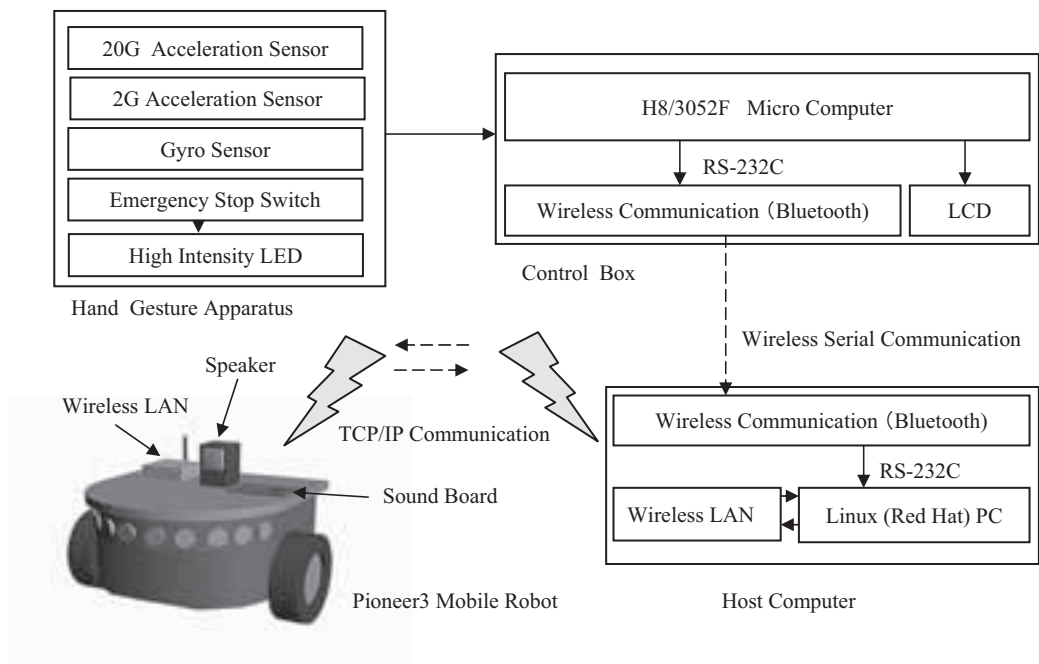 20G Acceleration Sensor
2G Acceleration Sensor
Gyro Sensor
Emergency Stop Switch
High Intensity LED
Hand Gesture Apparatus
H8/3052F Micro Computer
RS-232C
Wireless Communication (Bluetooth)
LCD
Control Box
Wireless Serial Communication
Speaker
Wireless LAN
TCP/IP Communication
Sound Board
Pioneer3 Mobile Robot
Wireless Communication (Bluetooth)
RS-232C
Wireless LAN
Linux (Red Hat) PC
Host Computer